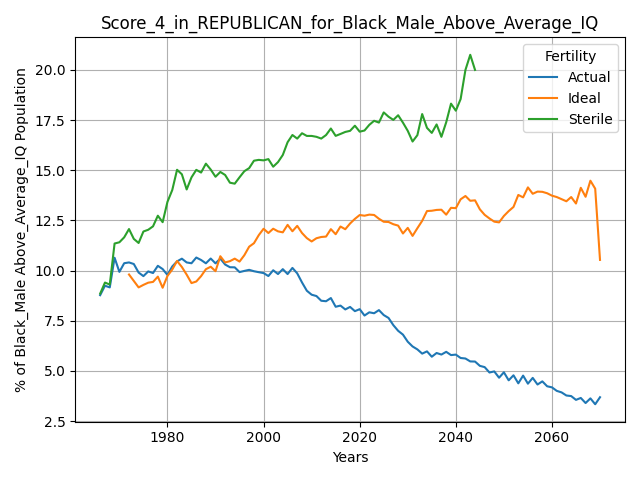 Score_4_in_REPUBLICAN_for_Black_Male_Above_Average_IQ
% of Black_Male Above_Average_IQ Population
20.0
17.5
15.0
12.5
10.0
7.5
5.0
2.5
Fertility
Actual
Ideal
Sterile
1980
2000
2020
2040
2060
Years